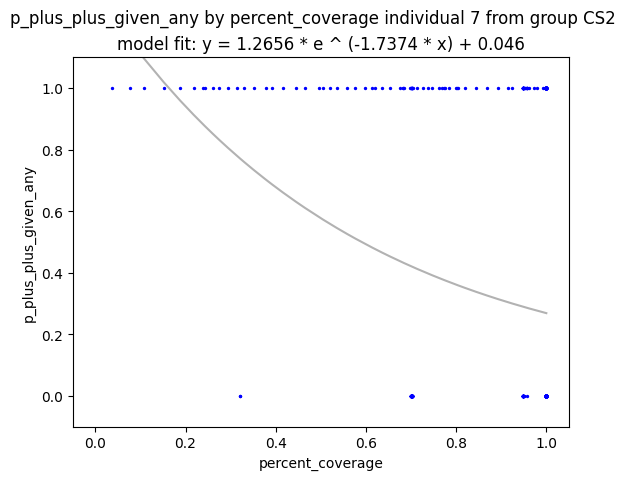 p_plus_plus_given_any by percent_coverage individual 7 from group CS2
model fit: y = 1.2656 * e ^ (-1.7374 * x) + 0.046
1.0
0.8
0.6
0.4
0.2
0.0
p_plus_plus_given_any
0.0 0.2 0.4 0.6 0.8 1.0
percent_coverage